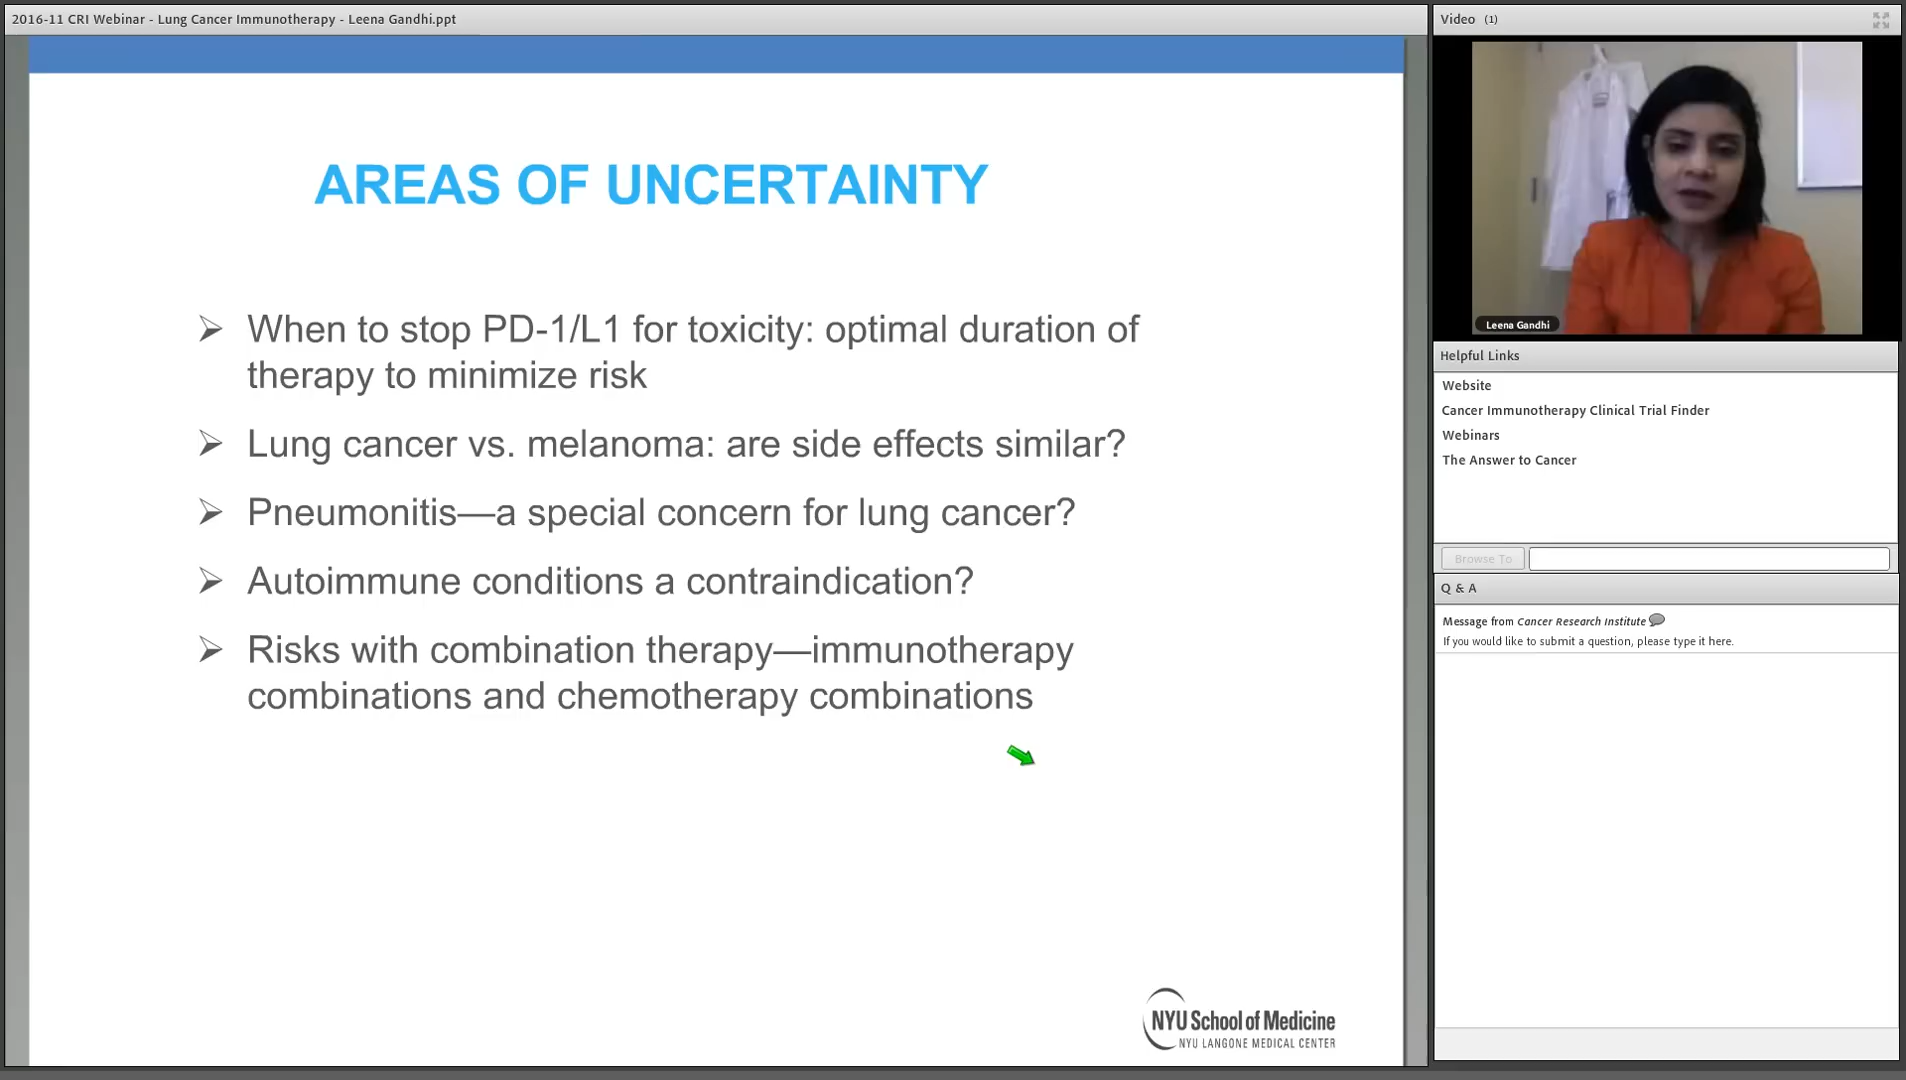 2016-11 CRI Webinar - Lung Cancer Immunotherapy - Leena Gandhi.ppt
AREAS OF UNCERTAINTY
When to stop PD-1/L1 for toxicity: optimal duration of
therapy to minimize risk
Lung cancer vs. melanoma: are side effects similar?
Pneumonitis—a special concern for lung cancer?
Autoimmune conditions a contraindication?
Risks with combination therapy—immunotherapy
combinations and chemotherapy combinations
NYU School of Medicine
NYU LANGONE MEDICAL CENTER
Video (1)
Leena Gandhi
Helpful Links
Website
Cancer Immunotherapy Clinical Trial Finder
Webinars
The Answer to Cancer
Browse To
Q & A
Message from Cancer Research Institute
If you would like to submit a question, please type it here.